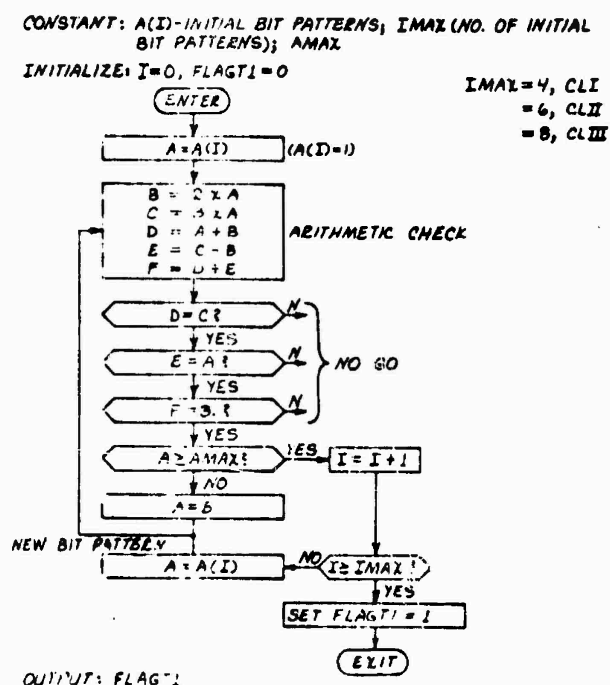 CONSTANT: A(I)-INITIAL BIT PATTERNS; IMAX (NO. OF INITIAL
BIT PATTERNS); AMAX
INITIALIZE: I=0, FLAGT1=0
IMAX=4, CLI
=6, CLII
=8, CLIII
ENTER
A=A(I) (A(I)=1)
B = 2 X A
C = 3 X A
D = A + B
E = C - B
F = D + E
ARITHMETIC CHECK
D=C? N
YES
E=A? N
NO GO
YES
F=3.? N
YES
A≥AMAX? YES I=I+1
NO
A=B
NEW BIT PATTERN
A=A(I) NO I≥IMAX?
YES
SET FLAGT1=1
EXIT
OUTPUT: FLAGT1